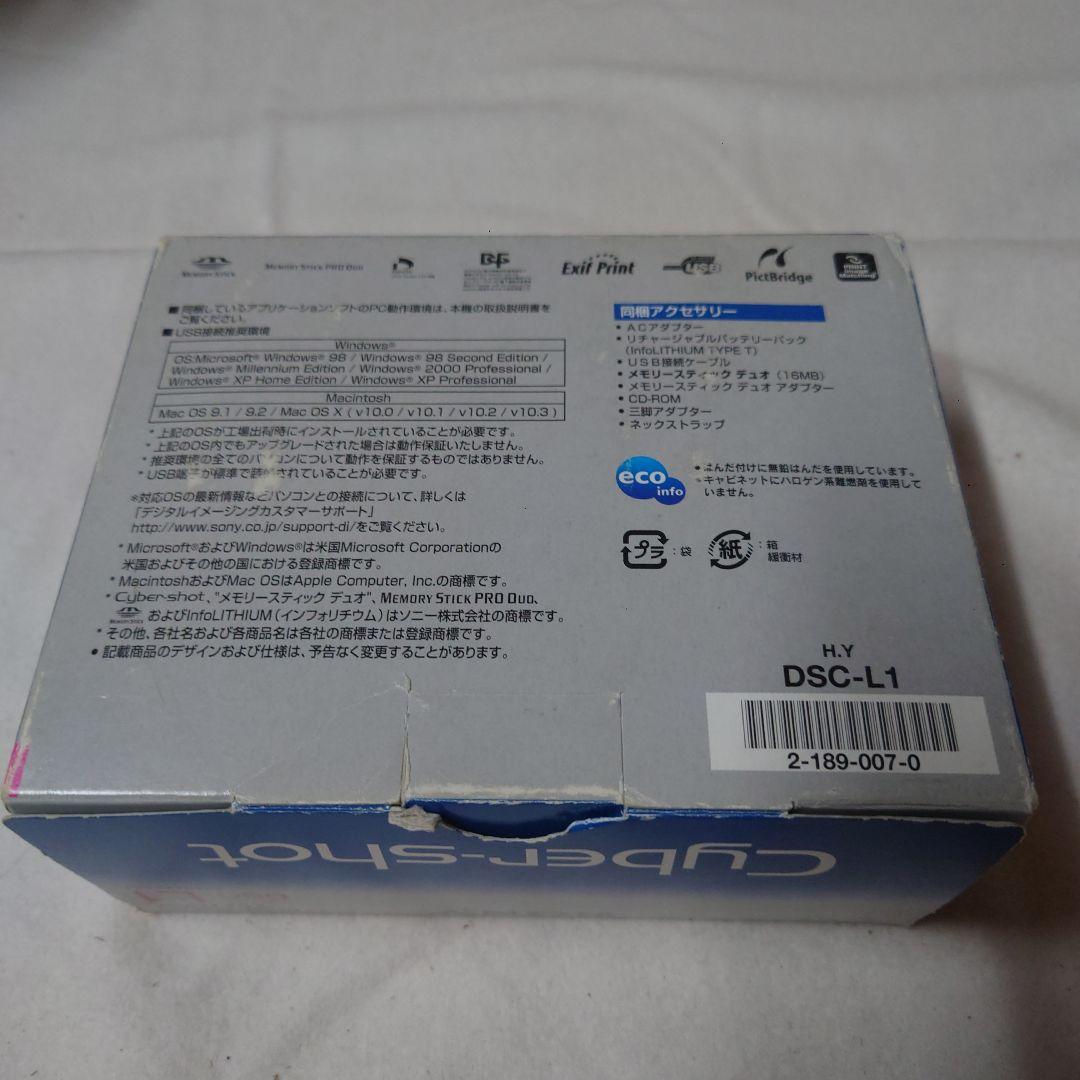 MEMORY STICK
MEMORY STICK PRO DUO
Exif Print
USB
PictBridge
PRINT
Image
Matching
■ 同梱しているアプリケーションソフトのPC動作環境は、本機の取扱説明書を
ご覧ください。
■ USB接続推奨環境
Windows®
OS:Microsoft® Windows® 98 / Windows® 98 Second Edition /
Windows® Millennium Edition / Windows® 2000 Professional /
Windows® XP Home Edition / Windows® XP Professional
Macintosh
Mac OS 9.1 / 9.2 / Mac OS X ( v10.0 / v10.1 / v10.2 / v10.3 )
* 上記のOSが工場出荷時にインストールされていることが必要です。
* 上記のOS内でもアップグレードされた場合は動作保証いたしません。
* 推奨環境の全てのパソコンについて動作を保証するものではありません。
* USB端子が標準で装備されていることが必要です。
※対応OSの最新情報などパソコンとの接続について、詳しくは
「デジタルイメージングカスタマーサポート」
http://www.sony.co.jp/support-di/をご覧ください。
* Microsoft®およびWindows®は米国Microsoft Corporationの
米国およびその他の国における登録商標です。
* MacintoshおよびMac OSはApple Computer, Inc.の商標です。
* Cyber-shot、"メモリースティック デュオ"、MEMORY STICK PRO DUO、
MEMORY STICK およびInfoLITHIUM(インフォリチウム)はソニー株式会社の商標です。
* その他、各社名および各商品名は各社の商標または登録商標です。
● 記載商品のデザインおよび仕様は、予告なく変更することがあります。
同梱アクセサリー
• ACアダプター
• リチャージャブルバッテリーパック
(InfoLITHIUM TYPE T)
• USB接続ケーブル
• メモリースティック デュオ (16MB)
• メモリースティック デュオ アダプター
• CD-ROM
• 三脚アダプター
• ネックストラップ
eco
info
• はんだ付けに無鉛はんだを使用しています。
• キャビネットにハロゲン系難燃剤を使用して
いません。
プラ : 袋
紙 : 箱
緩衝材
H.Y
DSC-L1
2-189-007-0
Cyber-shot